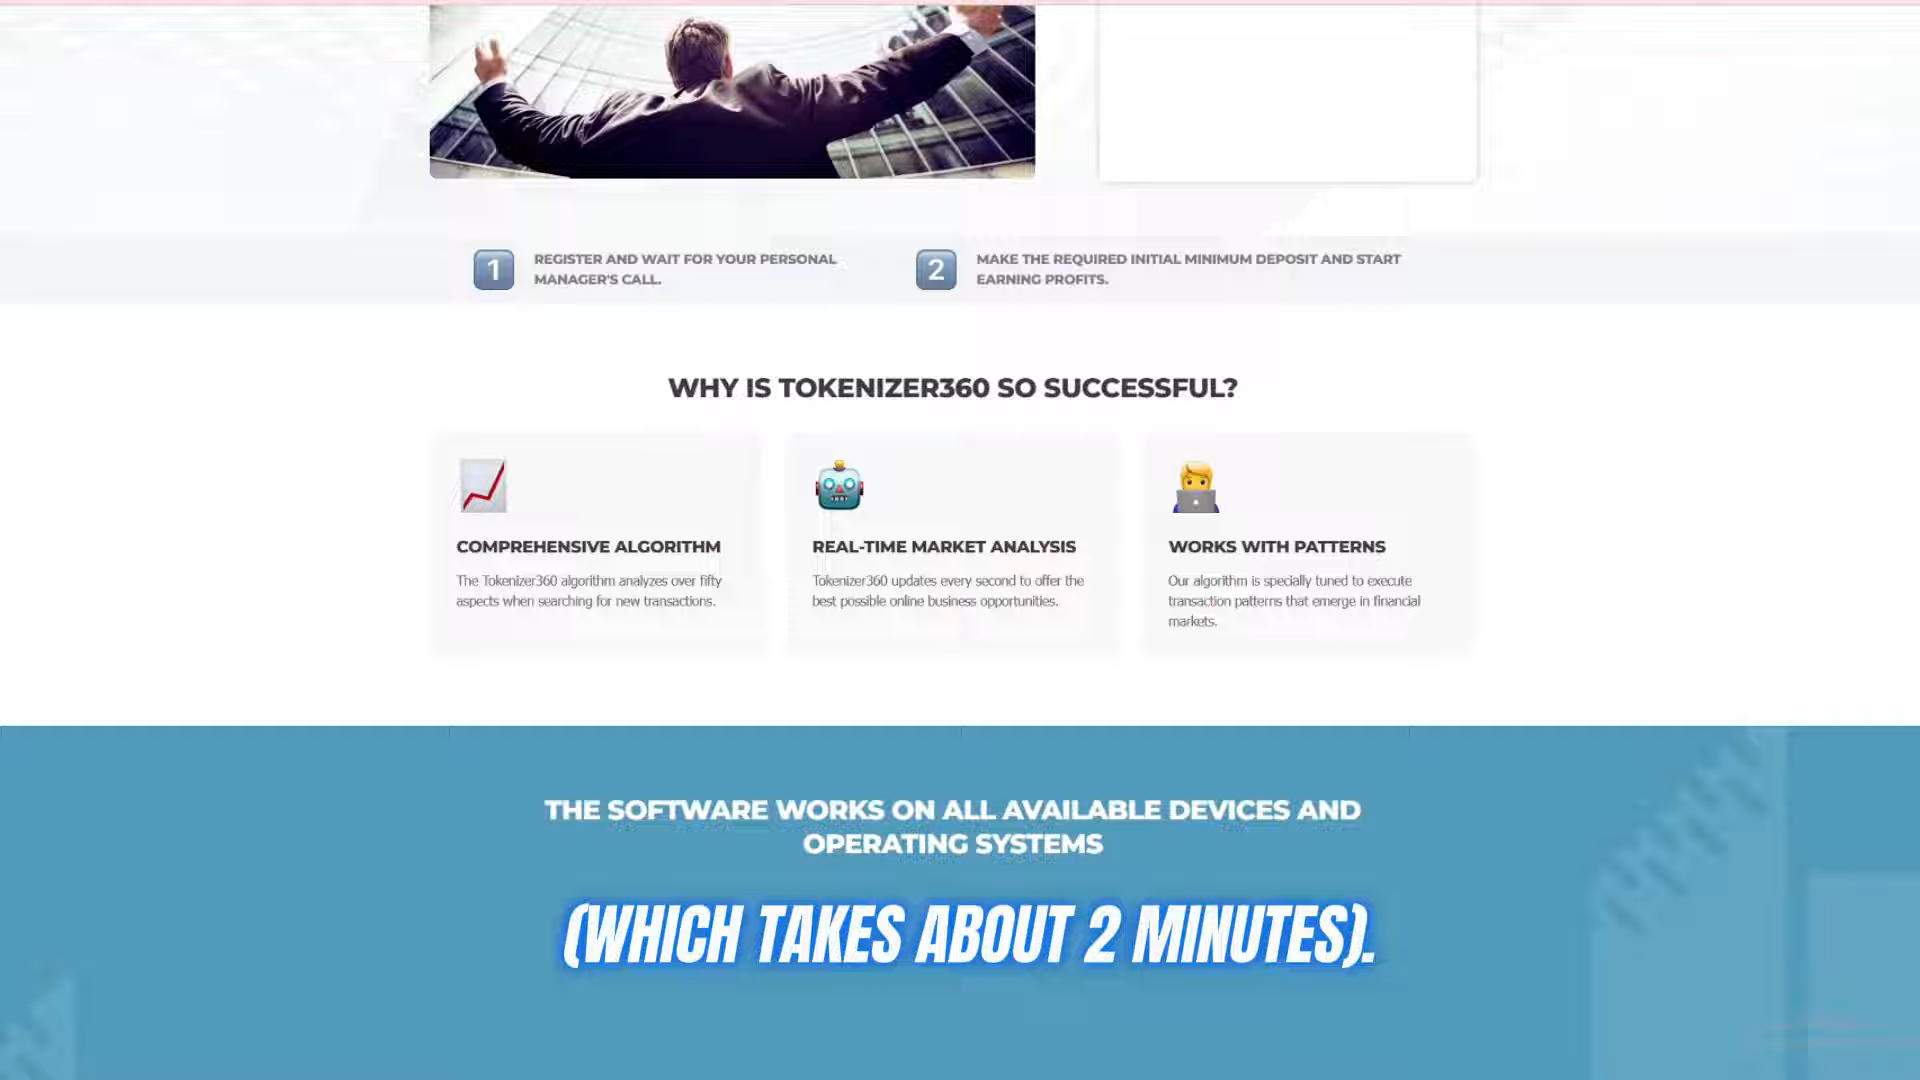 1
REGISTER AND WAIT FOR YOUR PERSONAL
MANAGER'S CALL.
2
MAKE THE REQUIRED INITIAL MINIMUM DEPOSIT AND START
EARNING PROFITS.
WHY IS TOKENIZER360 SO SUCCESSFUL?
COMPREHENSIVE ALGORITHM
The Tokenizer360 algorithm analyzes over fifty
aspects when searching for new transactions.
REAL-TIME MARKET ANALYSIS
Tokenizer360 updates every second to offer the
best possible online business opportunities.
WORKS WITH PATTERNS
Our algorithm is specially tuned to execute
transaction patterns that emerge in financial
markets.
THE SOFTWARE WORKS ON ALL AVAILABLE DEVICES AND
OPERATING SYSTEMS
(WHICH TAKES ABOUT 2 MINUTES).